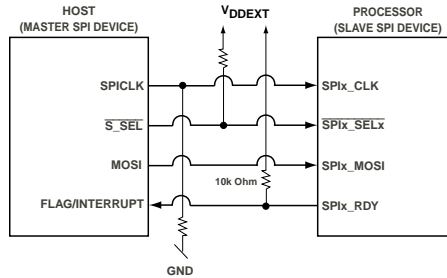 HOST
(MASTER SPI DEVICE)
VDDEXT
PROCESSOR
(SLAVE SPI DEVICE)
SPICLK
SPIx_CLK
S_SEL
SPIx_SELx
MOSI
SPIx_MOSI
10k Ohm
FLAG/INTERRUPT
SPIx_RDY
GND